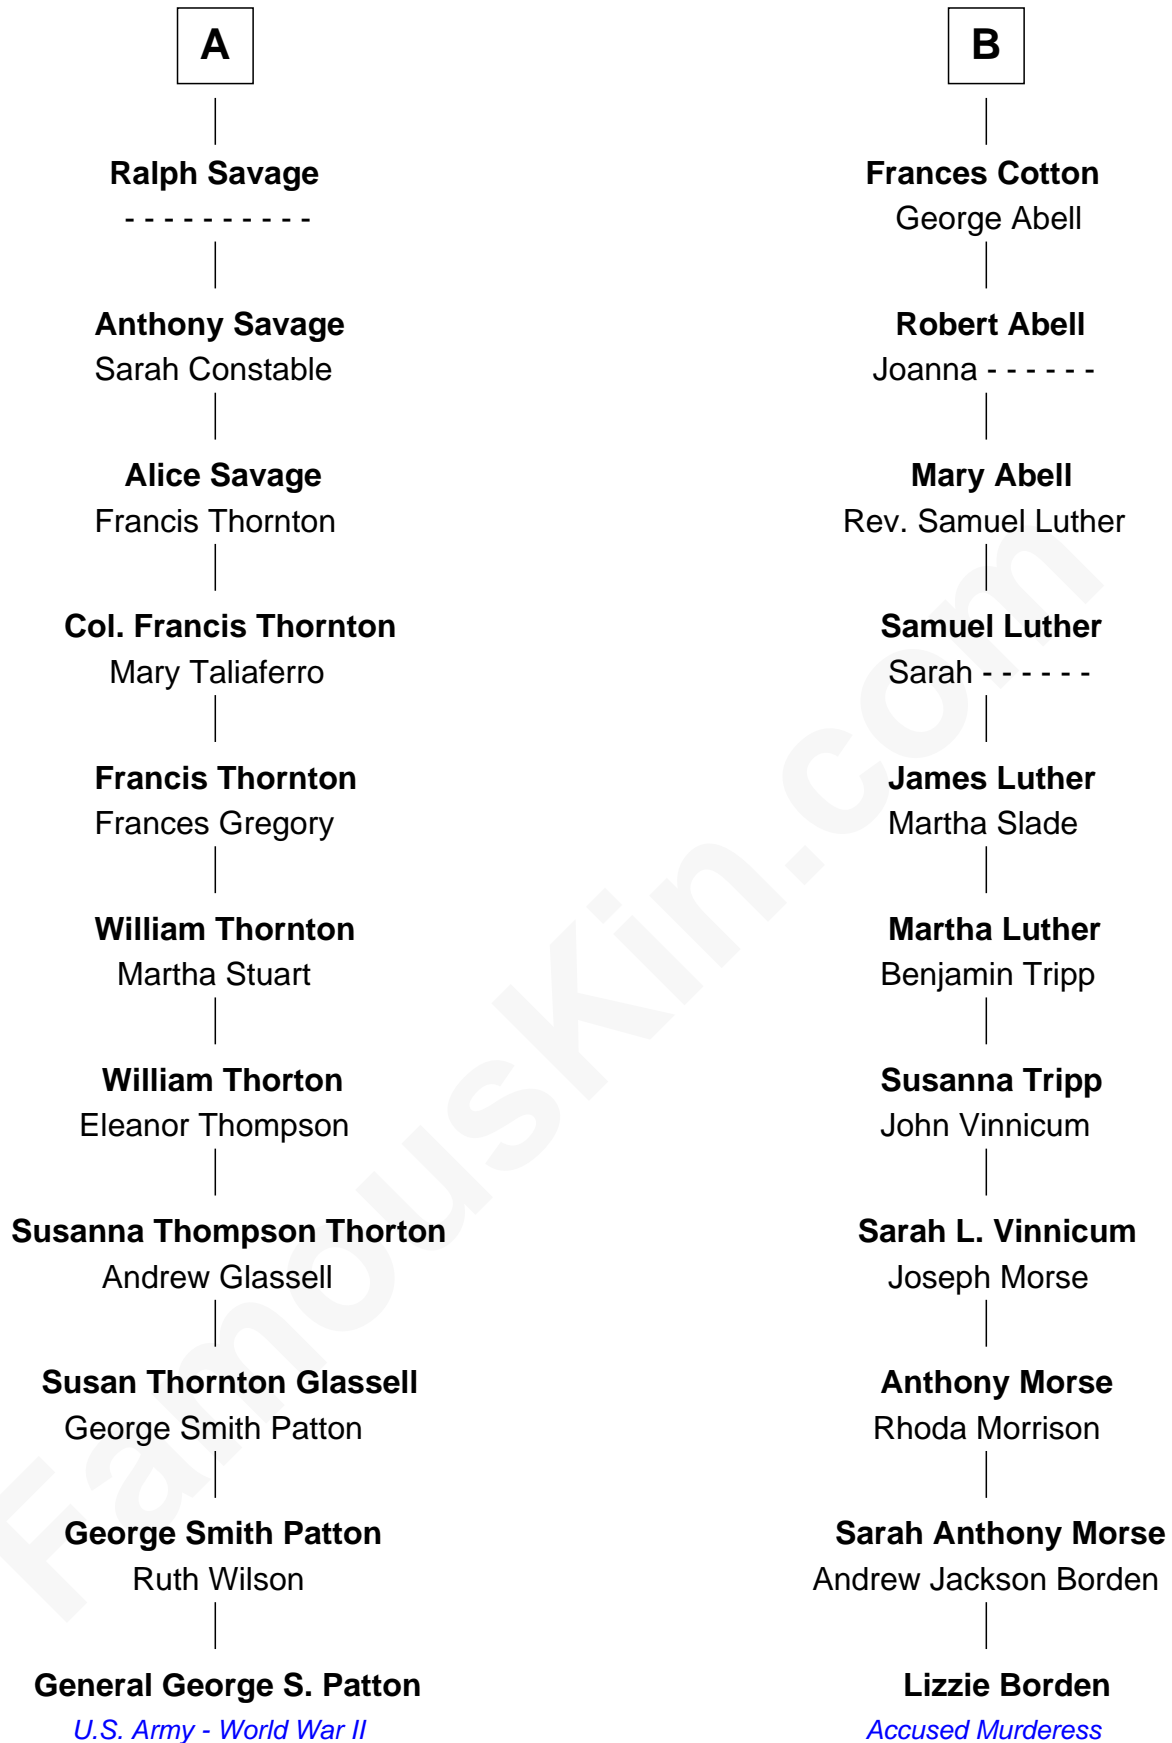 A
Ralph Savage
- - - - - - - - - -
Anthony Savage
Sarah Constable
Alice Savage
Francis Thornton
Col. Francis Thornton
Mary Taliaferro
Francis Thornton
Frances Gregory
William Thornton
Martha Stuart
William Thorton
Eleanor Thompson
Susanna Thompson Thorton
Andrew Glassell
Susan Thornton Glassell
George Smith Patton
George Smith Patton
Ruth Wilson
General George S. Patton
U.S. Army - World War II
B
Frances Cotton
George Abell
Robert Abell
Joanna - - - - - -
Mary Abell
Rev. Samuel Luther
Samuel Luther
Sarah - - - - - -
James Luther
Martha Slade
Martha Luther
Benjamin Tripp
Susanna Tripp
John Vinnicum
Sarah L. Vinnicum
Joseph Morse
Anthony Morse
Rhoda Morrison
Sarah Anthony Morse
Andrew Jackson Borden
Lizzie Borden
Accused Murderess
FamousKin.com